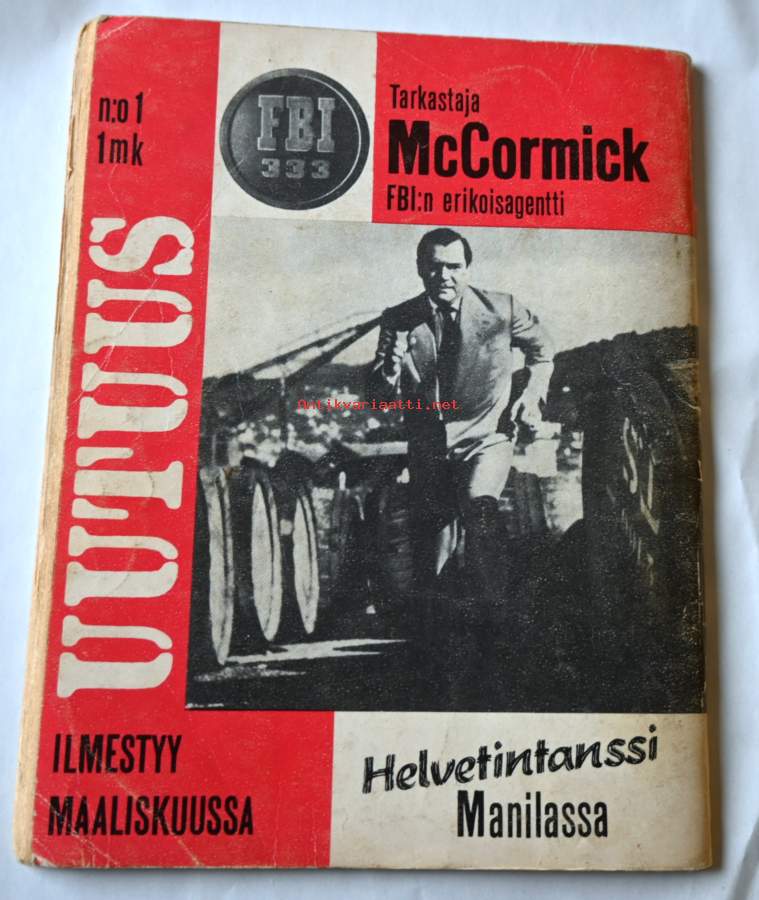 n:o 1
1mk
FBI
333
Tarkastaja
McCormick
FBI:n erikoisagentti
UUTUUS
Antikvariaatti.net
ILMESTYY
MAALISKUUSSA
Helvetintanssi
Manilassa